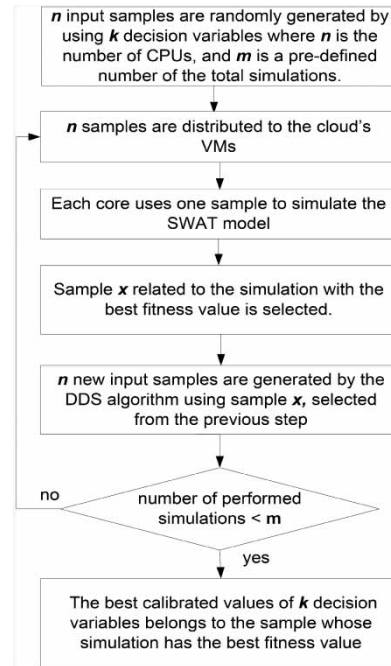 n input samples are randomly generated by
using k decision variables where n is the
number of CPUs, and m is a pre-defined
number of the total simulations.
n samples are distributed to the cloud's
VMs
Each core uses one sample to simulate the
SWAT model
Sample x related to the simulation with the
best fitness value is selected.
n new input samples are generated by the
DDS algorithm using sample x, selected
from the previous step
no
number of performed
simulations < m
yes
The best calibrated values of k decision
variables belongs to the sample whose
simulation has the best fitness value